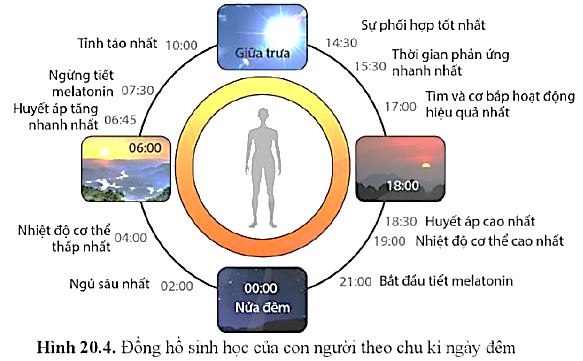 Giữa trưa
14:30 Sự phối hợp tốt nhất
15:30 Thời gian phản ứng
nhanh nhất
17:00 Tim và cơ bắp hoạt động
hiệu quả nhất
18:00
18:30 Huyết áp cao nhất
19:00 Nhiệt độ cơ thể cao nhất
21:00 Bắt đầu tiết melatonin
00:00
Nửa đêm
Ngủ sâu nhất 02:00
Nhiệt độ cơ thể
thấp nhất 04:00
06:00
Huyết áp tăng
nhanh nhất 06:45
Ngừng tiết
melatonin 07:30
Tỉnh táo nhất 10:00
Hình 20.4. Đồng hồ sinh học của con người theo chu kì ngày đêm